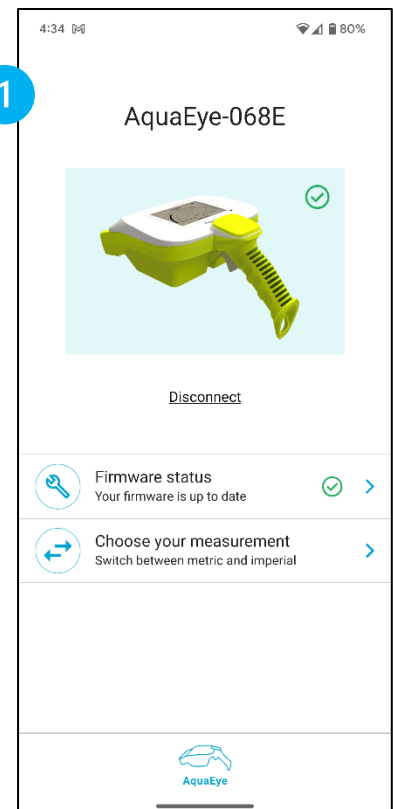 4:34 80%
1
AquaEye-068E
Disconnect
Firmware status
Your firmware is up to date
Choose your measurement
Switch between metric and imperial
AquaEye